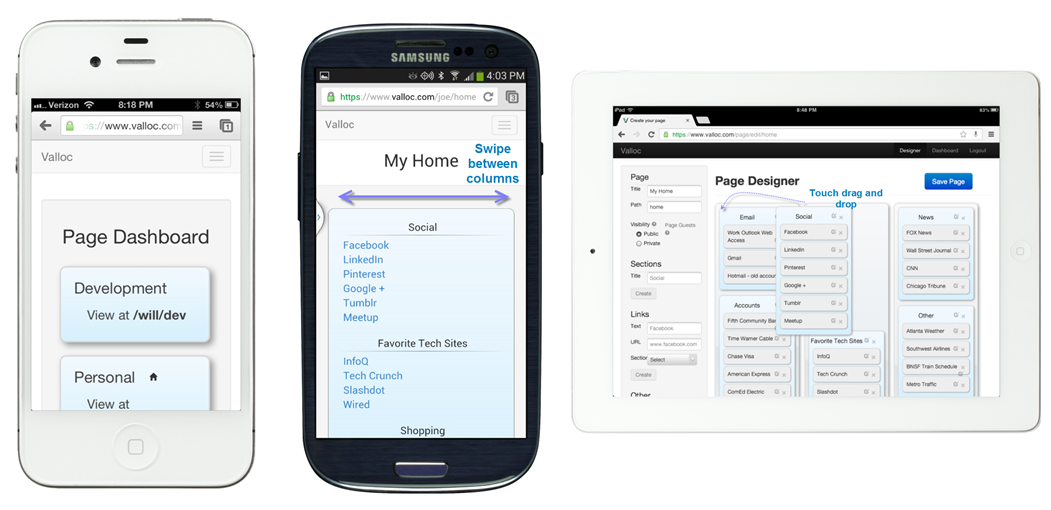 Verizon 8:18 PM 54%
ps://www.valloc.com 1
Valloc
Page Dashboard
Development
View at /will/dev
Personal
View at
SAMSUNG
4:03 PM
https://www.valloc.com/joe/home 3
Valloc
My Home
Swipe
between
columns
Social
Facebook
LinkedIn
Pinterest
Google +
Tumblr
Meetup
Favorite Tech Sites
InfoQ
Tech Crunch
Slashdot
Wired
Shopping
iPad 8:48 PM 83%
Create your page
https://www.valloc.com/page/edit/home
Valloc Designer Dashboard Logout
Page
Title My Home
Path home
Visibility Page Guests
Public
Private
Sections
Title Social
Create
Links
Text Facebook
URL www.facebook.com
Section Select
Create
Other
Page Designer
Save Page
Touch drag and
drop
Email
Work Outlook Web
Access
Gmail
Hotmail - old account
Accounts
Fifth Community Ba
Time Warner Cable
Chase Visa
American Express
ComEd Electric
Social
Facebook
LinkedIn
Pinterest
Google +
Tumblr
Meetup
Favorite Tech Sites
InfoQ
Tech Crunch
Slashdot
News
FOX News
Wall Street Journal
CNN
Chicago Tribune
Other
Atlanta Weather
Southwest Airlines
BNSF Train Schedule
Metro Traffic